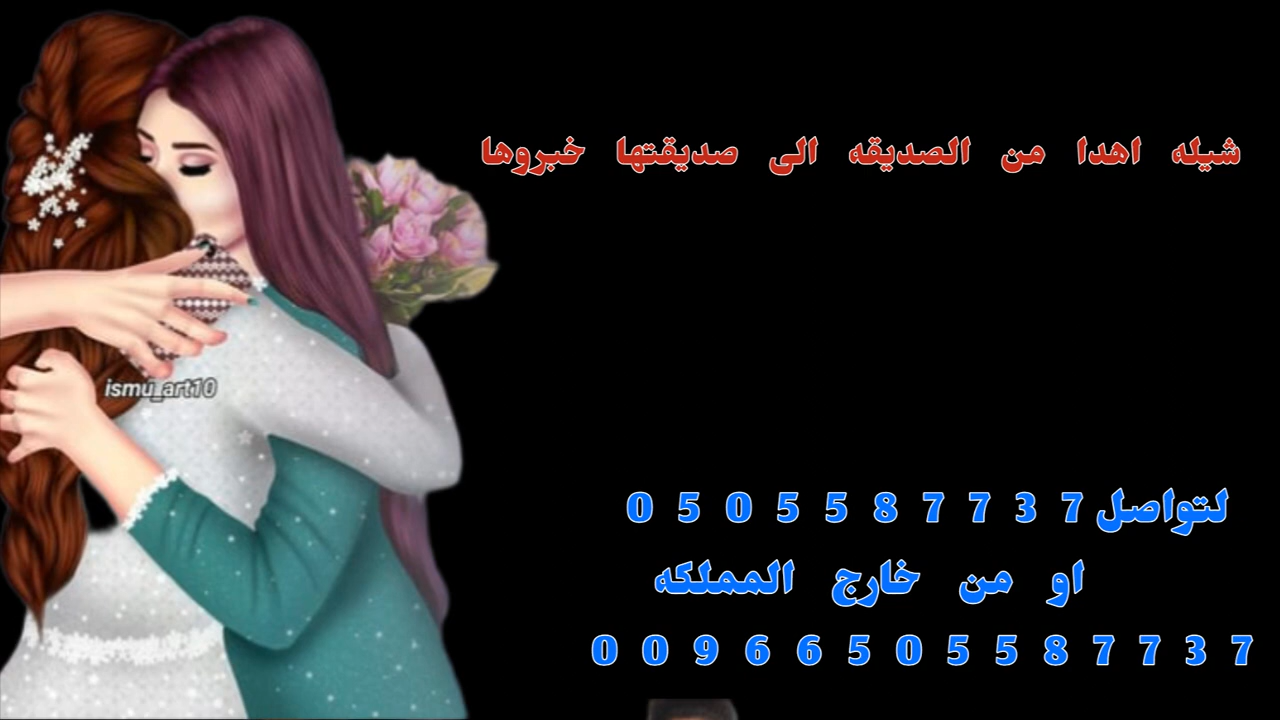 شيله اهدا من الصديقه الى صديقتها خبروها
ismu_art10
لتواصل 0 5 0 5 5 8 7 7 3 7
او من خارج المملكه
0 0 9 6 6 5 0 5 5 8 7 7 3 7